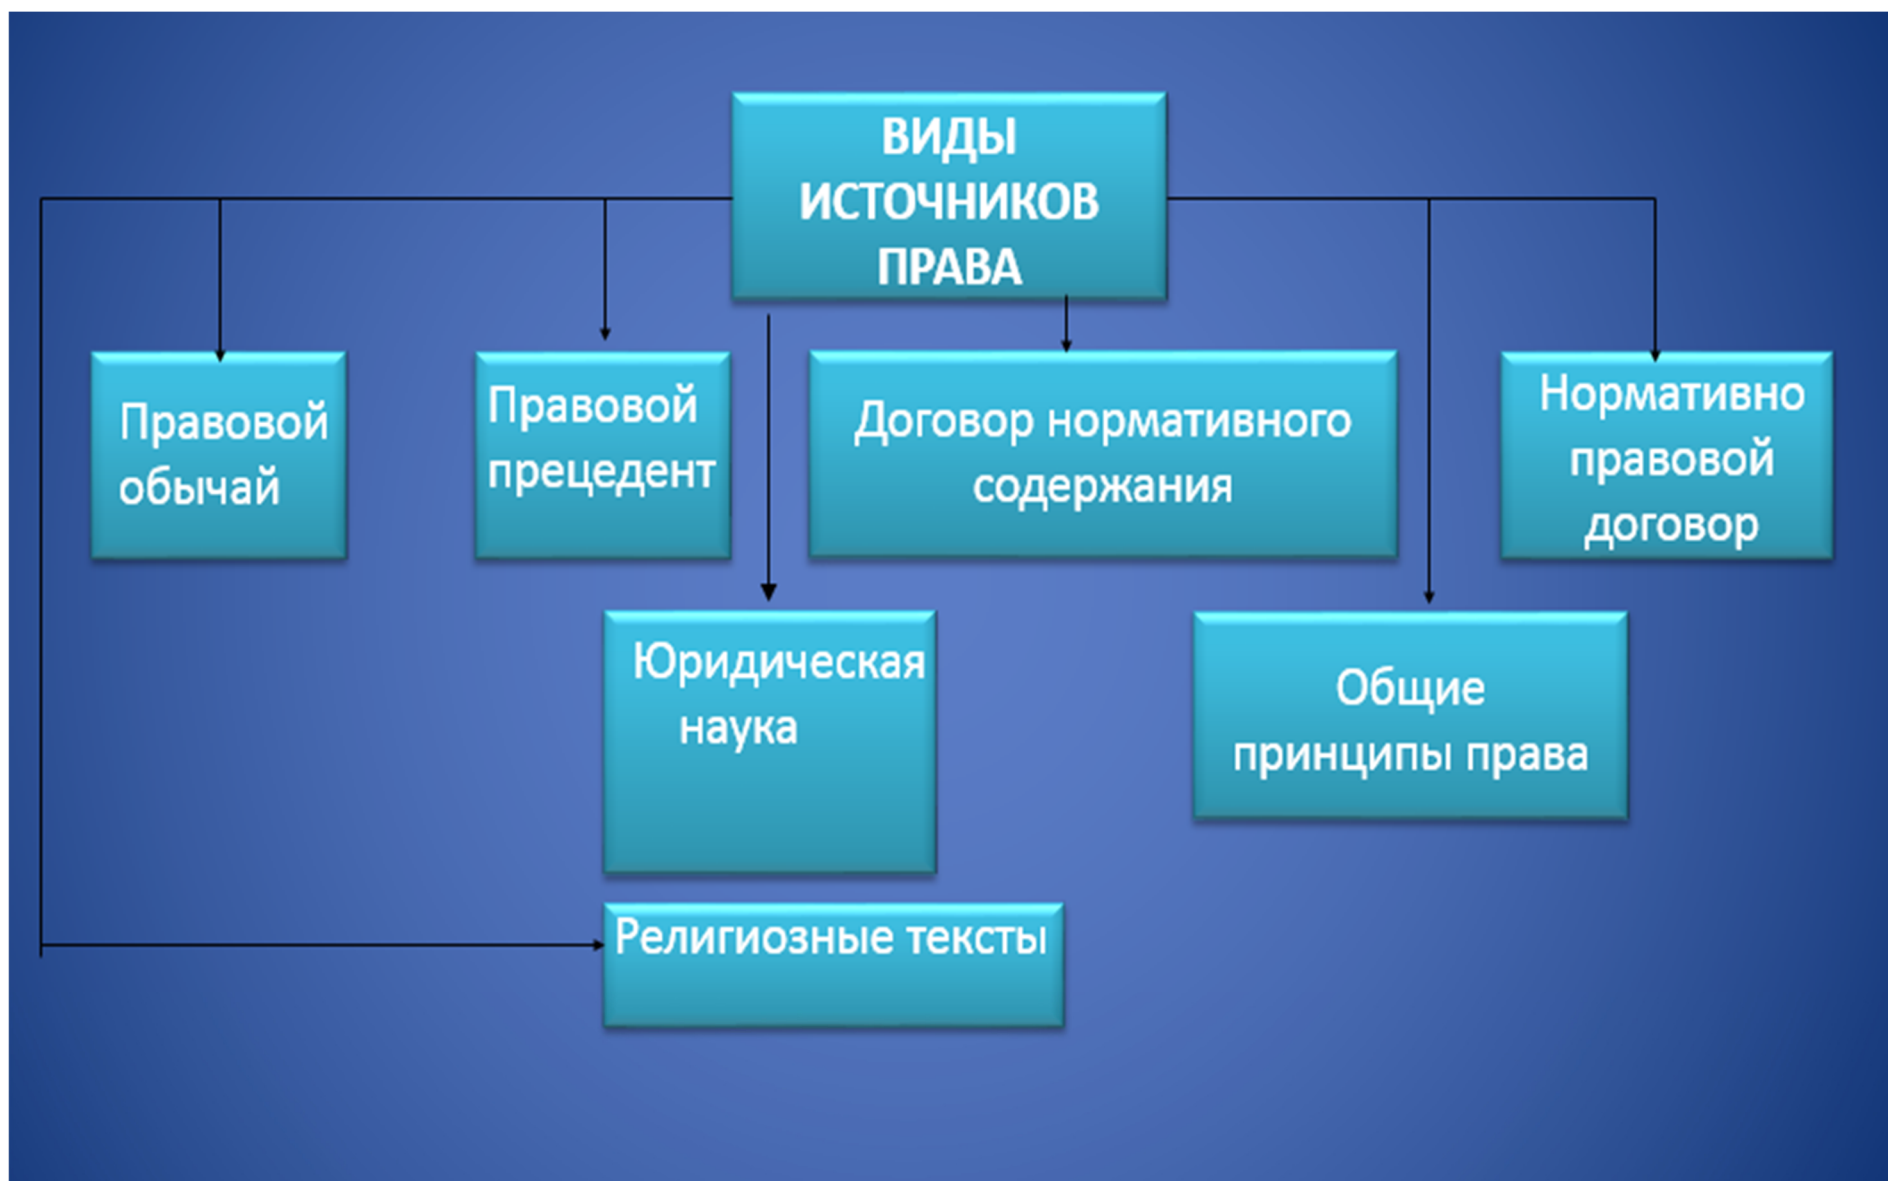 ВИДЫ
ИСТОЧНИКОВ
ПРАВА
Правовой
обычай
Правовой
прецедент
Договор нормативного
содержания
Нормативно
правовой
договор
Юридическая
наука
Общие
принципы права
Религиозные тексты